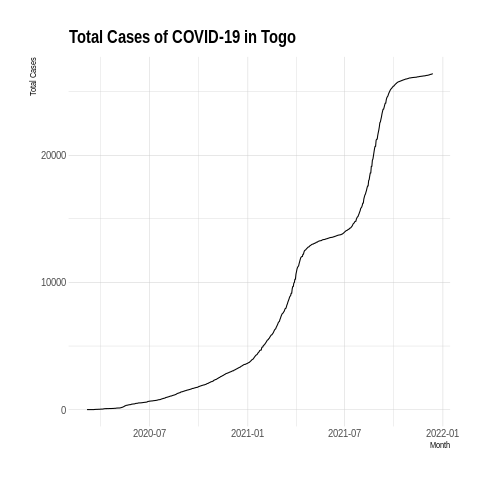 Total Cases of COVID-19 in Togo
Total Cases
20000
10000
0
2020-07 2021-01 2021-07 2022-01
Month